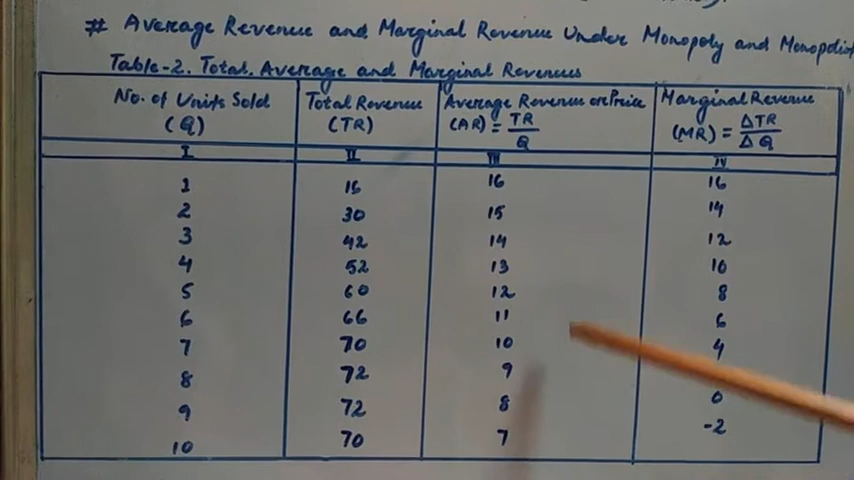 # Average Revenue and Marginal Revenue Under Monopoly and
Table-2. Total. Average and Marginal Revenues
No. of Units Sold (Q) Total Revenue (TR) Average Revenue or Price (AR) = TR/Q Marginal Revenue (MR) = ΔTR/ΔQ
I II III IV
1 16 16 16
2 30 15 14
3 42 14 12
4 52 13 10
5 60 12 8
6 66 11 6
7 70 10 4
8 72 9
9 72 8 0
10 70 7 -2